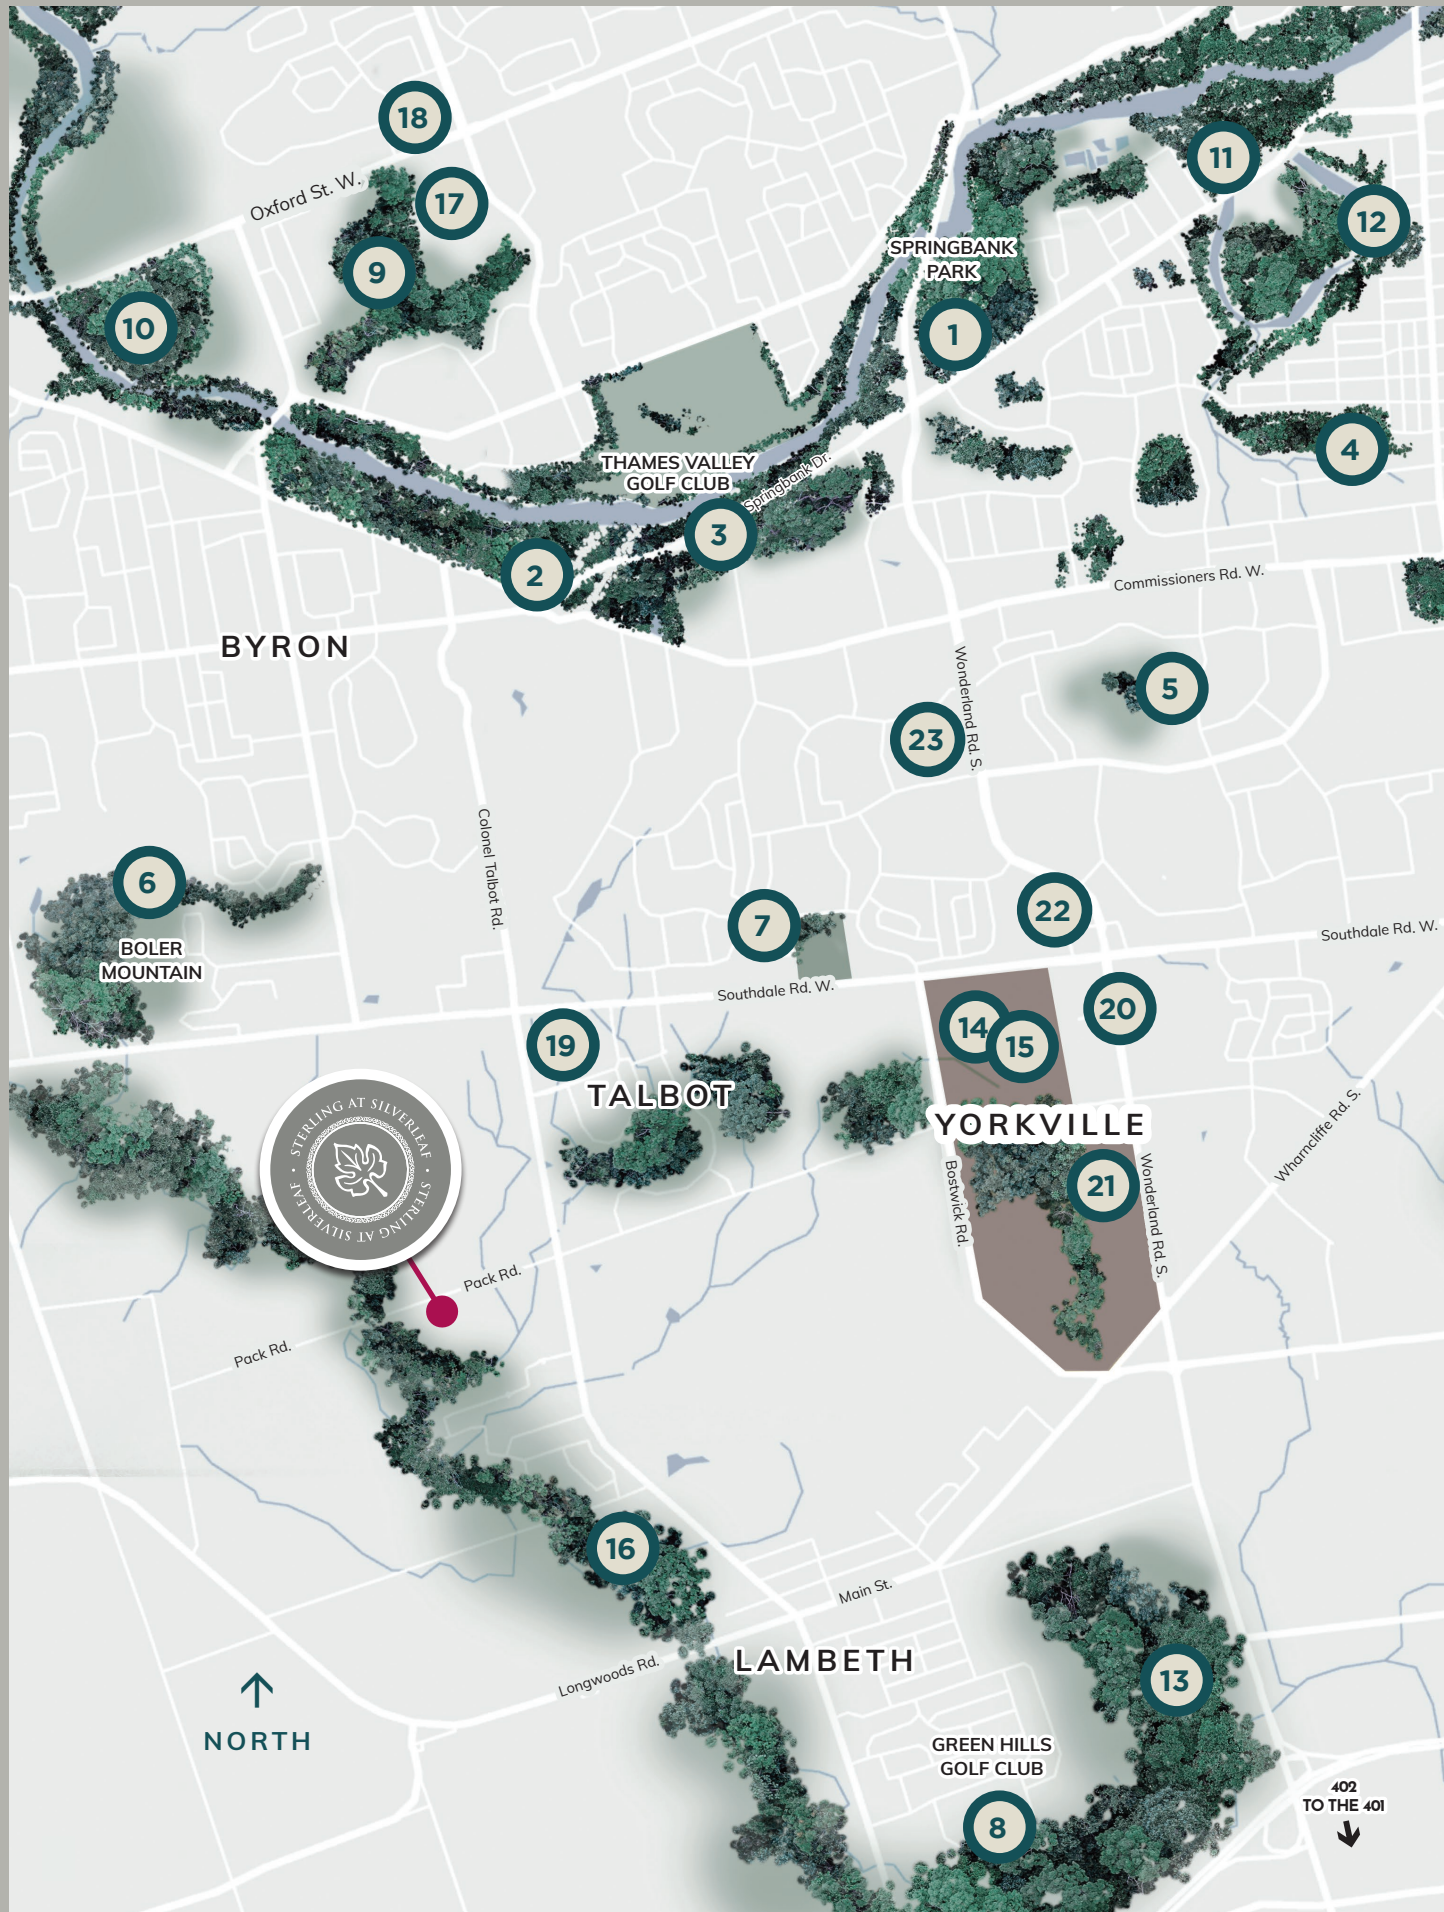 18
11
Oxford St. W.
17
12
SPRINGBANK
PARK
9
10
1
4
THAMES VALLEY
GOLF CLUB
Springbank Dr.
3
2
Commissioners Rd. W.
BYRON
Wonderland Rd. S.
5
23
Colonel Talbot Rd.
6
22
7
BOLER
MOUNTAIN
Southdale Rd. W.
Southdale Rd. W.
14
15
20
19
TALBOT
YORKVILLE
STERLING AT SILVERLEAF • STERLING AT SILVERLEAF •
Wharncliffe Rd. S.
Bostwick Rd.
21
Wonderland Rd. S.
Pack Rd.
Pack Rd.
16
Main St.
LAMBETH
Longwoods Rd.
13
NORTH
GREEN HILLS
GOLF CLUB
8
402
TO THE 401